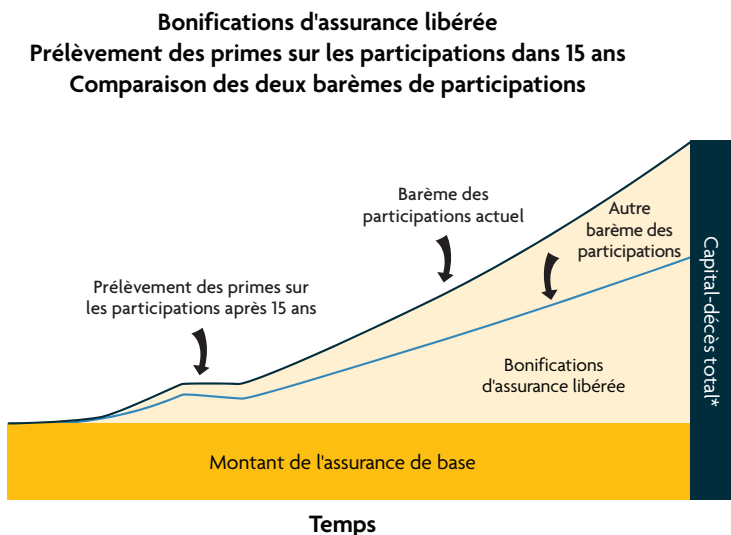 Bonifications d'assurance libérée
Prélèvement des primes sur les participations dans 15 ans
Comparaison des deux barèmes de participations
Barème des
participations actuel
Autre
barème des
participations
Prélèvement des primes sur
les participations après 15 ans
Bonifications
d'assurance libérée
Capital-décès total*
Montant de l'assurance de base
Temps